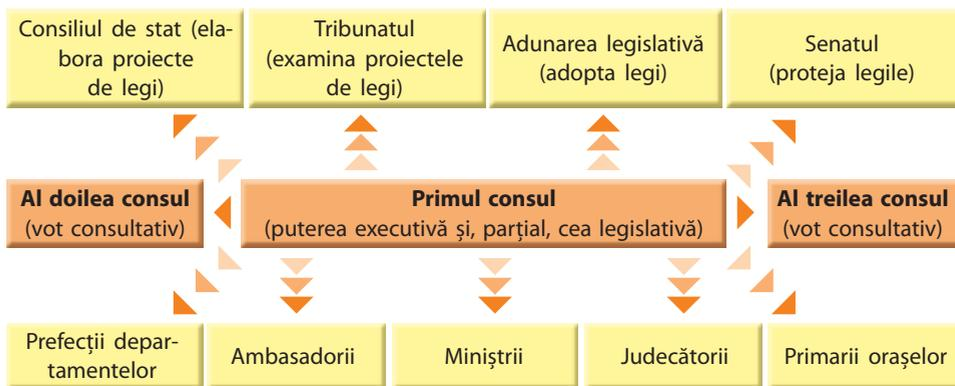 Consiliul de stat (ela-
bora proiecte
de legi)
Tribunatul
(examina proiectele
de legi)
Adunarea legislativă
(adopta legi)
Senatul
(proteja legile)
Al doilea consul
(vot consultativ)
Primul consul
(puterea executivă și, parțial, cea legislativă)
Al treilea consul
(vot consultativ)
Prefecții depar-
tamentelor
Ambasadorii
Miniștrii
Judecătorii
Primarii orașelor